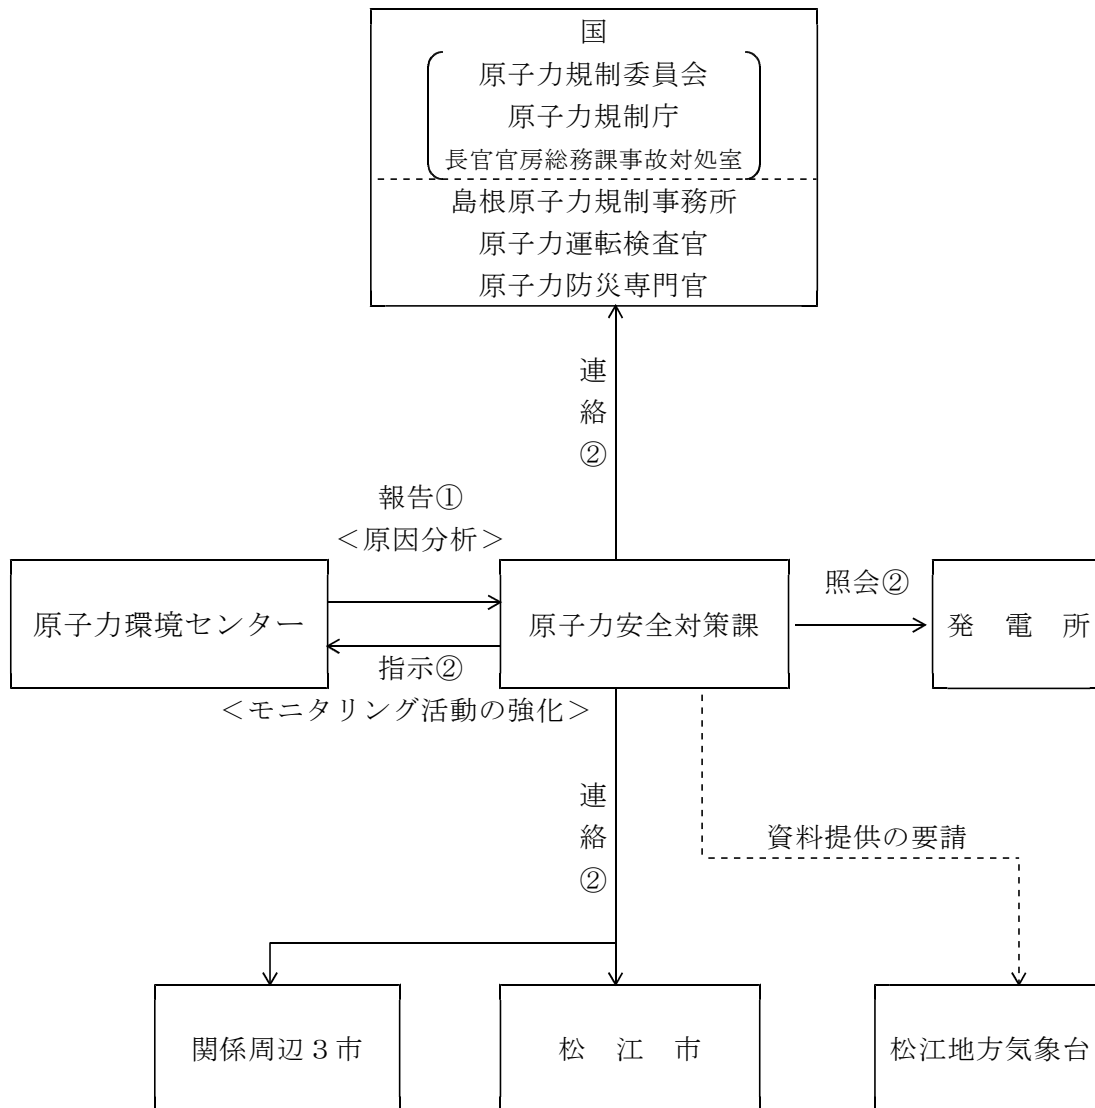 国
原子力規制委員会
原子力規制庁
長官官房総務課事故対処室
島根原子力規制事務所
原子力運転検査官
原子力防災専門官
連絡②
報告①
＜原因分析＞
照会②
原子力環境センター
原子力安全対策課
発　電　所
指示②
＜モニタリング活動の強化＞
連絡②
資料提供の要請
関係周辺３市
松　江　市
松江地方気象台